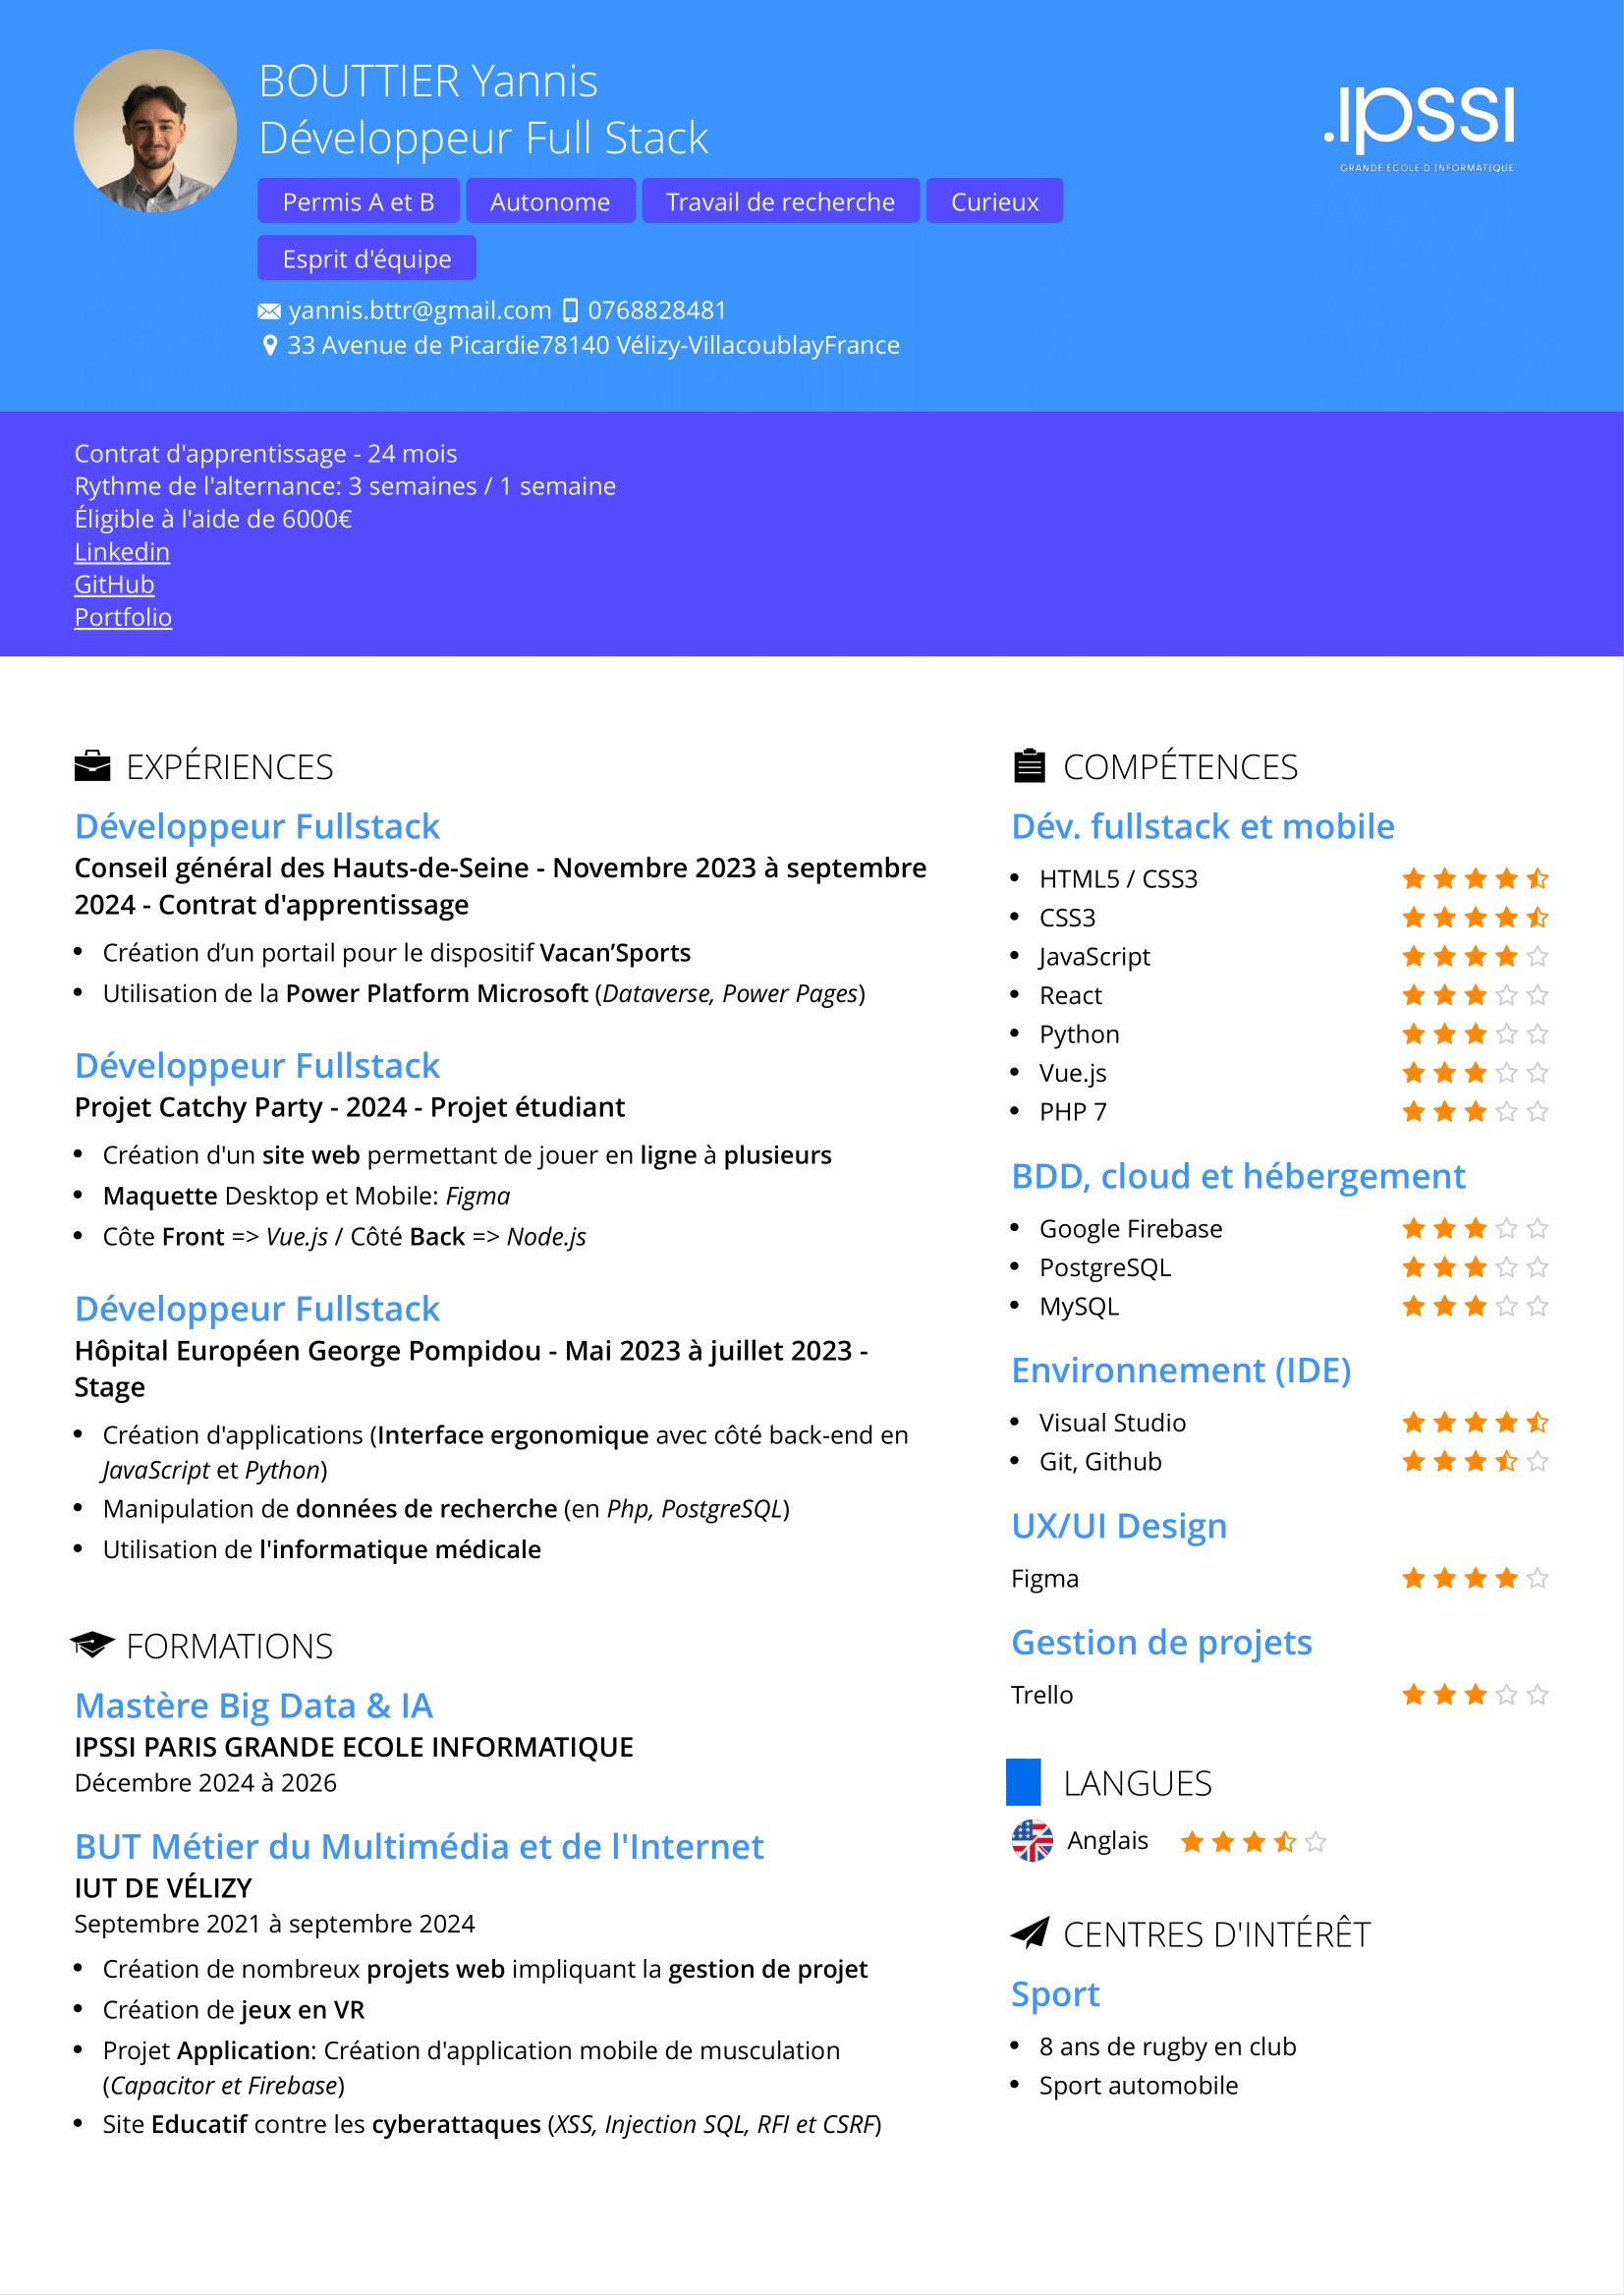 BOUTTIER Yannis
Développeur Full Stack
.IPSSI
GRANDE ECOLE D'INFORMATIQUE
Permis A et B
Autonome
Travail de recherche
Curieux
Esprit d'équipe
yannis.bttr@gmail.com 0768828481
33 Avenue de Picardie78140 Vélizy-VillacoublayFrance
Contrat d'apprentissage - 24 mois
Rythme de l'alternance: 3 semaines / 1 semaine
Éligible à l'aide de 6000€
Linkedin
GitHub
Portfolio
EXPÉRIENCES
Développeur Fullstack
Conseil général des Hauts-de-Seine - Novembre 2023 à septembre
2024 - Contrat d'apprentissage
• Création d’un portail pour le dispositif Vacan’Sports
• Utilisation de la Power Platform Microsoft (Dataverse, Power Pages)
Développeur Fullstack
Projet Catchy Party - 2024 - Projet étudiant
• Création d'un site web permettant de jouer en ligne à plusieurs
• Maquette Desktop et Mobile: Figma
• Côte Front => Vue.js / Côté Back => Node.js
Développeur Fullstack
Hôpital Européen George Pompidou - Mai 2023 à juillet 2023 -
Stage
• Création d'applications (Interface ergonomique avec côté back-end en
JavaScript et Python)
• Manipulation de données de recherche (en Php, PostgreSQL)
• Utilisation de l'informatique médicale
FORMATIONS
Mastère Big Data & IA
IPSSI PARIS GRANDE ECOLE INFORMATIQUE
Décembre 2024 à 2026
BUT Métier du Multimédia et de l'Internet
IUT DE VÉLIZY
Septembre 2021 à septembre 2024
• Création de nombreux projets web impliquant la gestion de projet
• Création de jeux en VR
• Projet Application: Création d'application mobile de musculation
(Capacitor et Firebase)
• Site Educatif contre les cyberattaques (XSS, Injection SQL, RFI et CSRF)
COMPÉTENCES
Dév. fullstack et mobile
• HTML5 / CSS3
• CSS3
• JavaScript
• React
• Python
• Vue.js
• PHP 7
BDD, cloud et hébergement
• Google Firebase
• PostgreSQL
• MySQL
Environnement (IDE)
• Visual Studio
• Git, Github
UX/UI Design
Figma
Gestion de projets
Trello
LANGUES
Anglais
CENTRES D'INTÉRÊT
Sport
• 8 ans de rugby en club
• Sport automobile